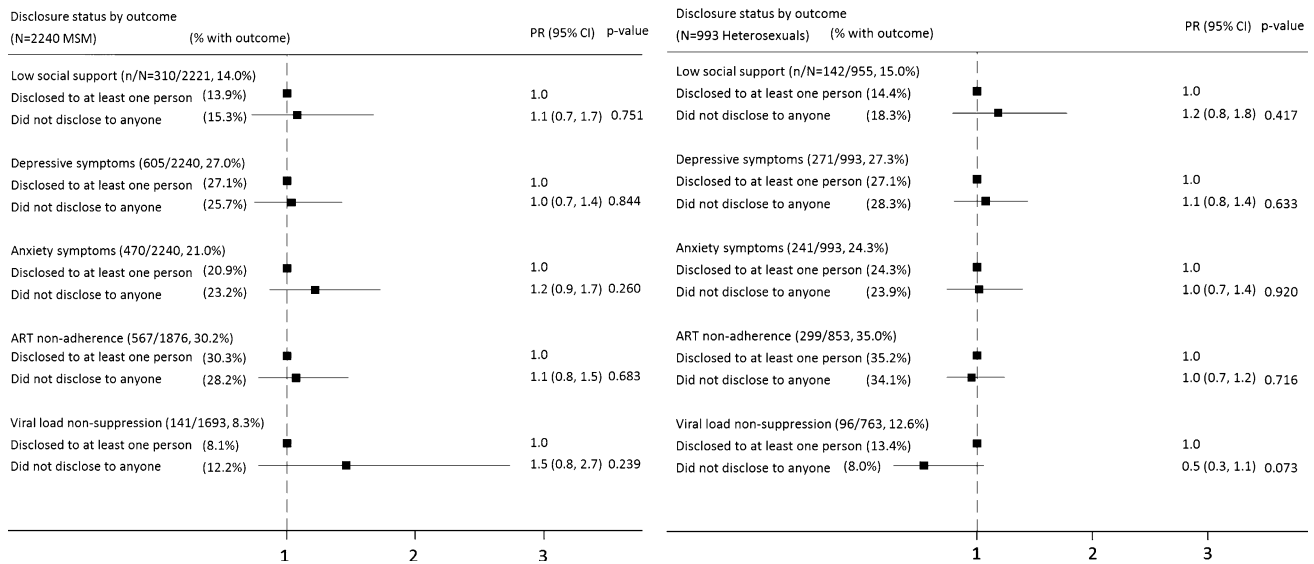 Disclosure status by outcome
(N=2240 MSM) (% with outcome) PR (95% CI) p-value
Low social support (n/N=310/2221, 14.0%)
Disclosed to at least one person (13.9%) 1.0
Did not disclose to anyone (15.3%) 1.1 (0.7, 1.7) 0.751
Depressive symptoms (605/2240, 27.0%)
Disclosed to at least one person (27.1%) 1.0
Did not disclose to anyone (25.7%) 1.0 (0.7, 1.4) 0.844
Anxiety symptoms (470/2240, 21.0%)
Disclosed to at least one person (20.9%) 1.0
Did not disclose to anyone (23.2%) 1.2 (0.9, 1.7) 0.260
ART non-adherence (567/1876, 30.2%)
Disclosed to at least one person (30.3%) 1.0
Did not disclose to anyone (28.2%) 1.1 (0.8, 1.5) 0.683
Viral load non-suppression (141/1693, 8.3%)
Disclosed to at least one person (8.1%) 1.0
Did not disclose to anyone (12.2%) 1.5 (0.8, 2.7) 0.239
1 2 3
Disclosure status by outcome
(N=993 Heterosexuals) (% with outcome) PR (95% CI) p-value
Low social support (n/N=142/955, 15.0%)
Disclosed to at least one person (14.4%) 1.0
Did not disclose to anyone (18.3%) 1.2 (0.8, 1.8) 0.417
Depressive symptoms (271/993, 27.3%)
Disclosed to at least one person (27.1%) 1.0
Did not disclose to anyone (28.3%) 1.1 (0.8, 1.4) 0.633
Anxiety symptoms (241/993, 24.3%)
Disclosed to at least one person (24.3%) 1.0
Did not disclose to anyone (23.9%) 1.0 (0.7, 1.4) 0.920
ART non-adherence (299/853, 35.0%)
Disclosed to at least one person (35.2%) 1.0
Did not disclose to anyone (34.1%) 1.0 (0.7, 1.2) 0.716
Viral load non-suppression (96/763, 12.6%)
Disclosed to at least one person (13.4%) 1.0
Did not disclose to anyone (8.0%) 0.5 (0.3, 1.1) 0.073
1 2 3